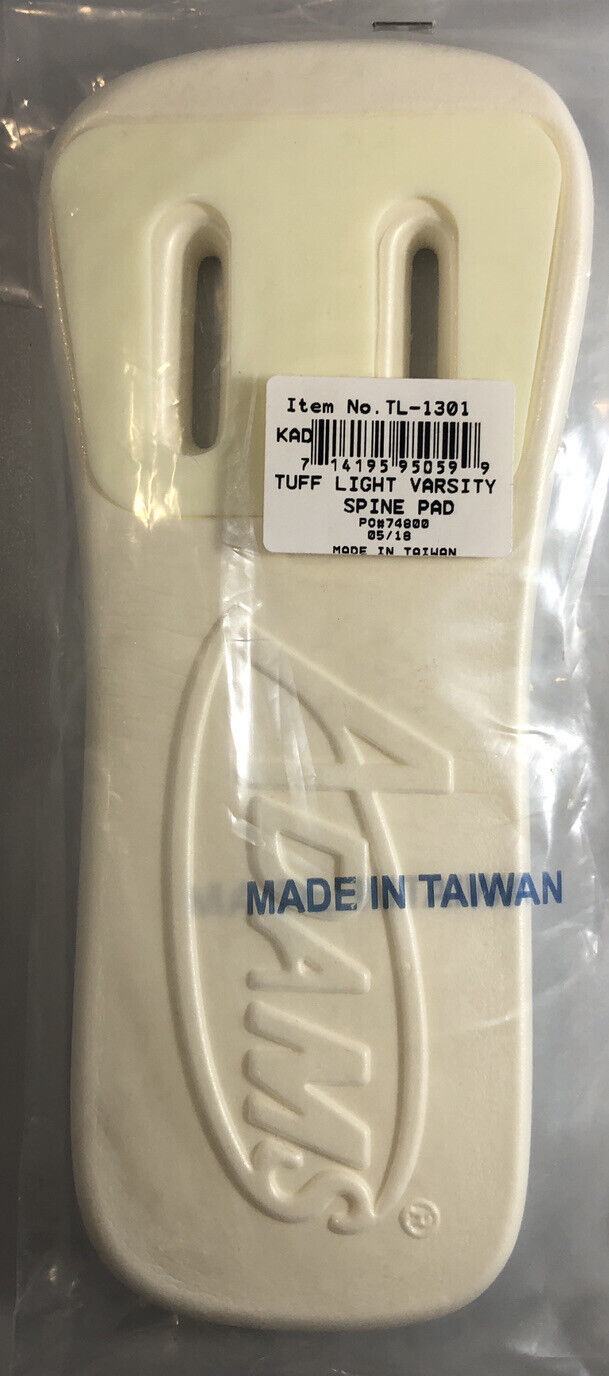 Item No. TL-1301
KAD
7 14195 95059 9
TUFF LIGHT VARSITY
SPINE PAD
PO#74800
05/18
MADE IN TAIWAN
MADE IN TAIWAN
ADAMS
®